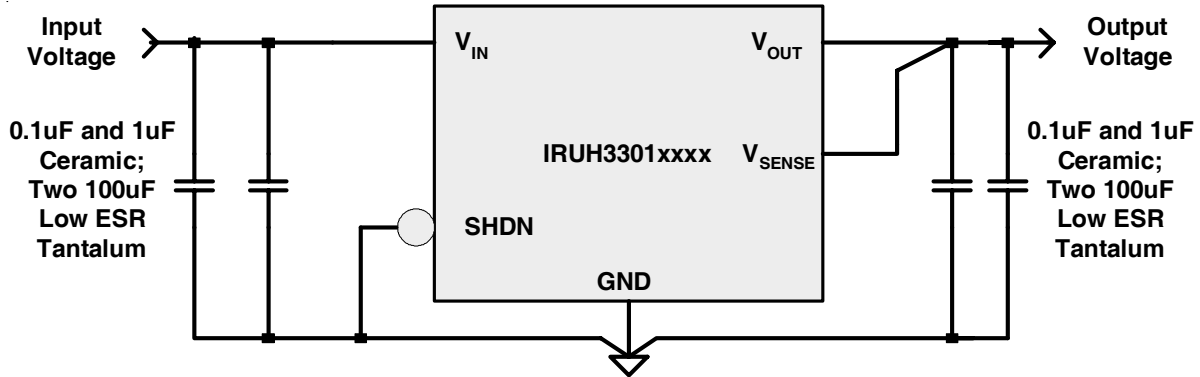 Input
Voltage
V_IN
V_OUT
Output
Voltage
0.1uF and 1uF
Ceramic;
Two 100uF
Low ESR
Tantalum
IRUH3301xxxx
V_SENSE
0.1uF and 1uF
Ceramic;
Two 100uF
Low ESR
Tantalum
SHDN
GND